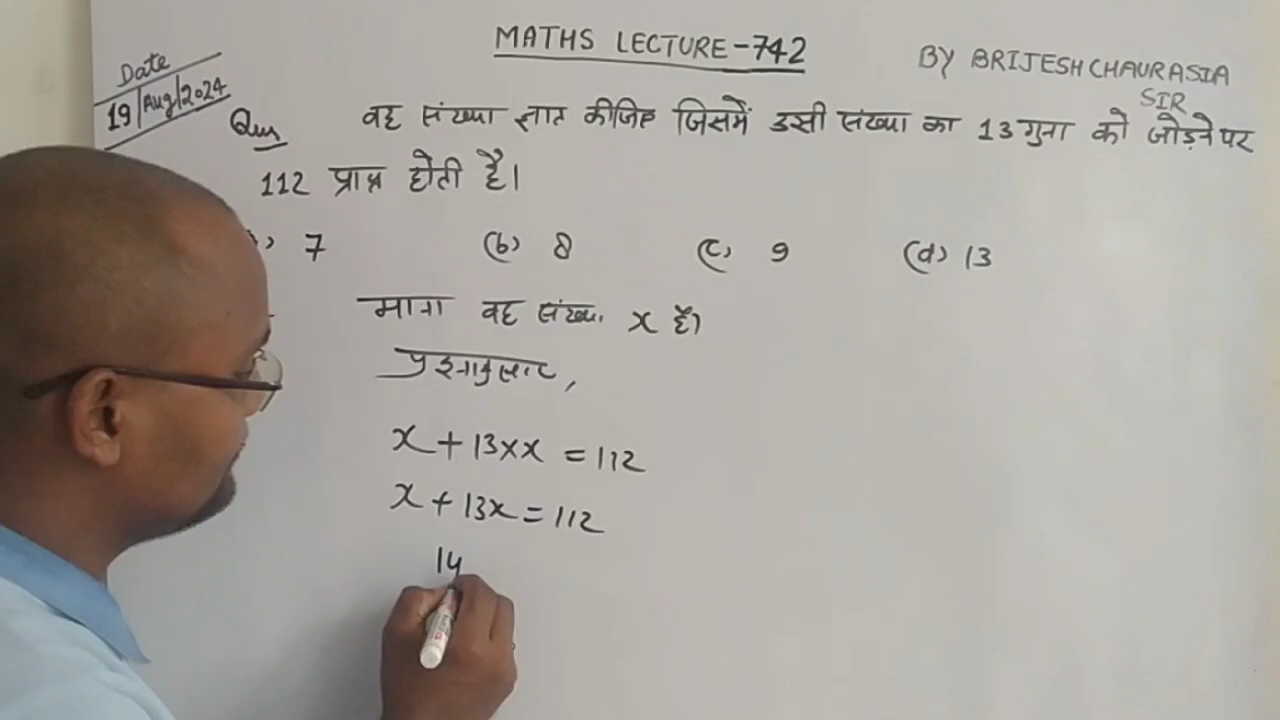 MATHS LECTURE-742
BY BRIJESH CHAURASIA
SIR
Date
19/Aug/2024
Qus वह संख्या ज्ञात कीजिए जिसमें उसी संख्या का 13 गुना को जोड़ने पर
112 प्राप्त होती है।
7 (b) 8 (c) 9 (d) 13
माना वह संख्या x है।
प्रश्नानुसार,
x + 13×x = 112
x + 13x = 112
14